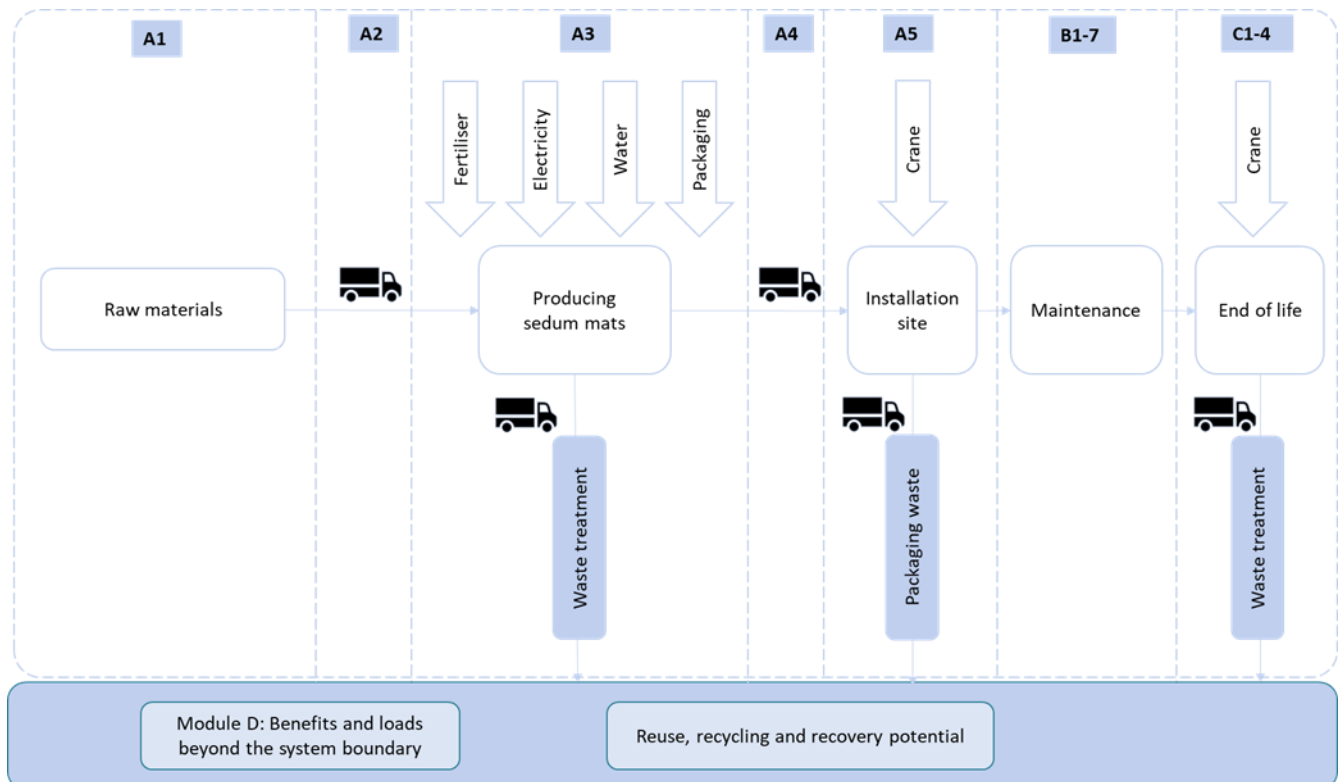 A1
A2
A3
A4
A5
B1-7
C1-4
Fertiliser
Electricity
Water
Packaging
Crane
Crane
Raw materials
Producing
sedum mats
Installation
site
Maintenance
End of life
Waste treatment
Packaging waste
Waste treatment
Module D: Benefits and loads
beyond the system boundary
Reuse, recycling and recovery potential